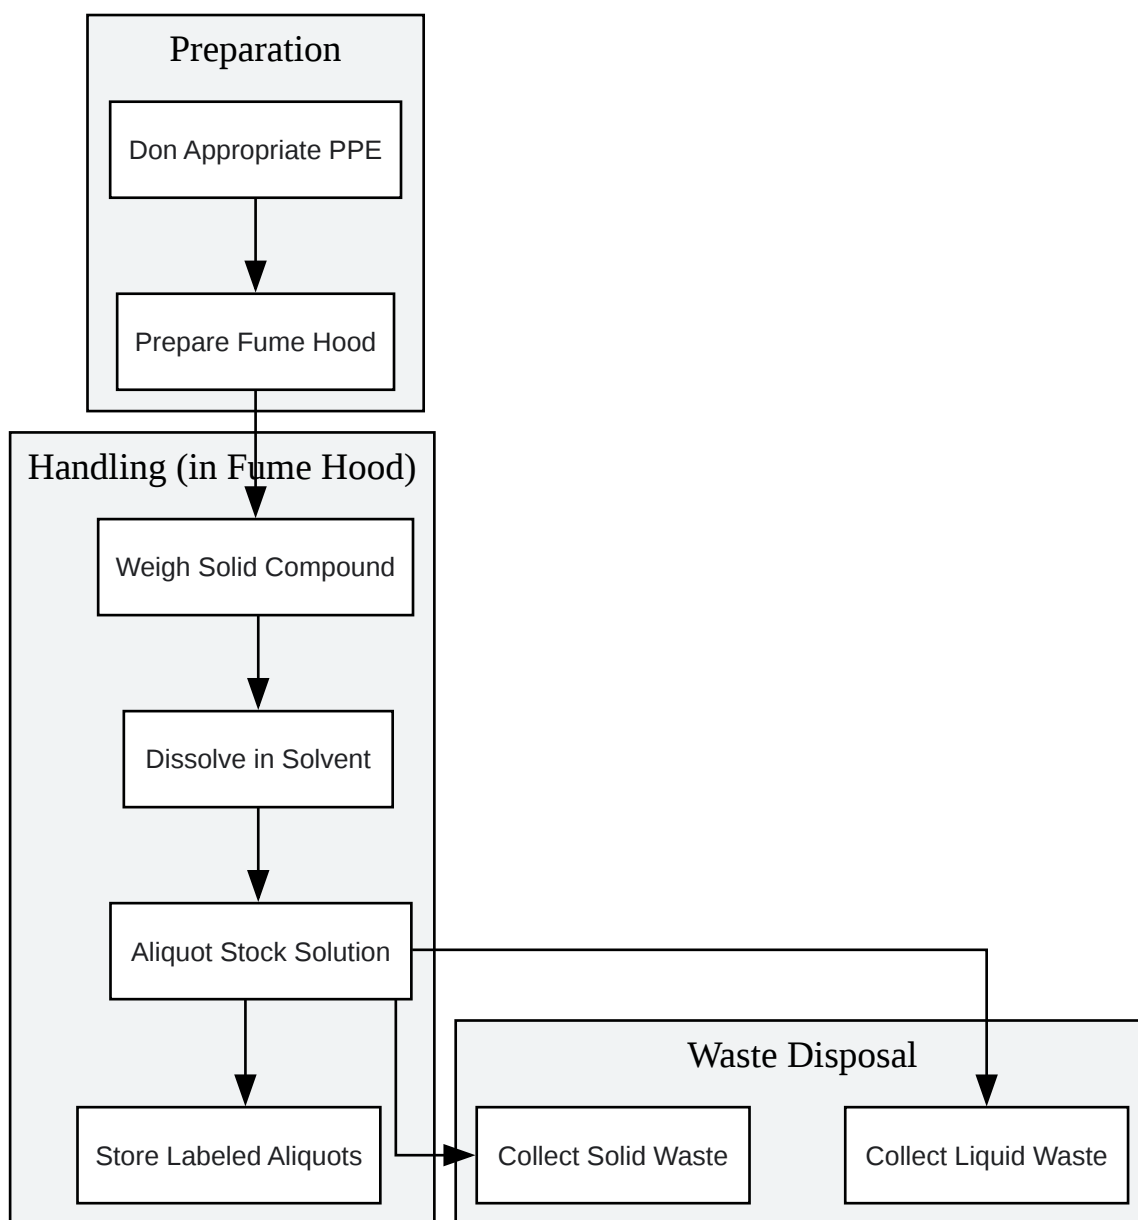 Preparation
Don Appropriate PPE
Prepare Fume Hood
Handling (in Fume Hood)
Weigh Solid Compound
Dissolve in Solvent
Aliquot Stock Solution
Waste Disposal
Store Labeled Aliquots
Collect Solid Waste
Collect Liquid Waste